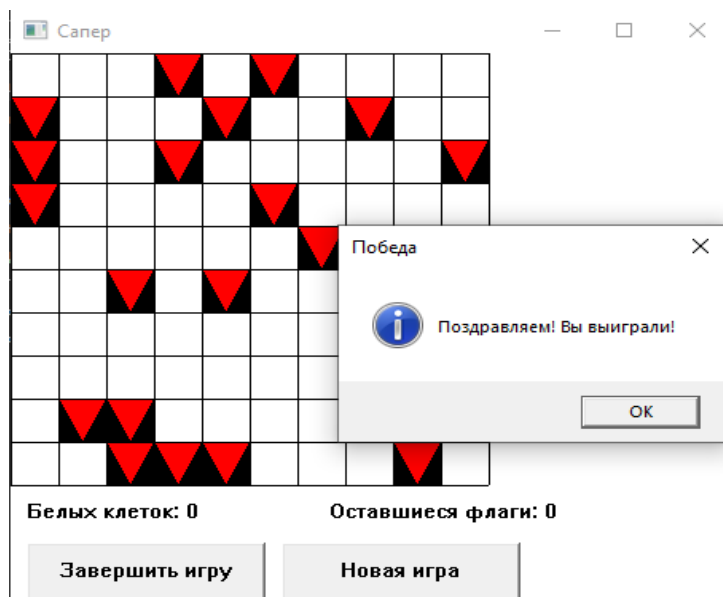 Сапер
Победа
Поздравляем! Вы выиграли!
OK
Белых клеток: 0
Оставшиеся флаги: 0
Завершить игру
Новая игра